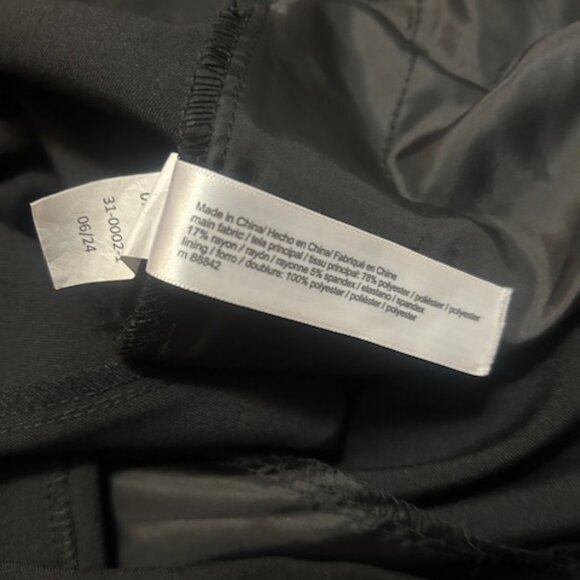 Made in China/ Hecho en China/ Fabriqué en Chine
main fabric / tela principal / tissu principal: 78% polyester / poliéster / polyester
17% rayon / rayón / rayonne 5% spandex / elastano / spandex
lining / forro / doublure: 100% polyester / poliéster / polyester
m 88842
31-0002-1
06/24